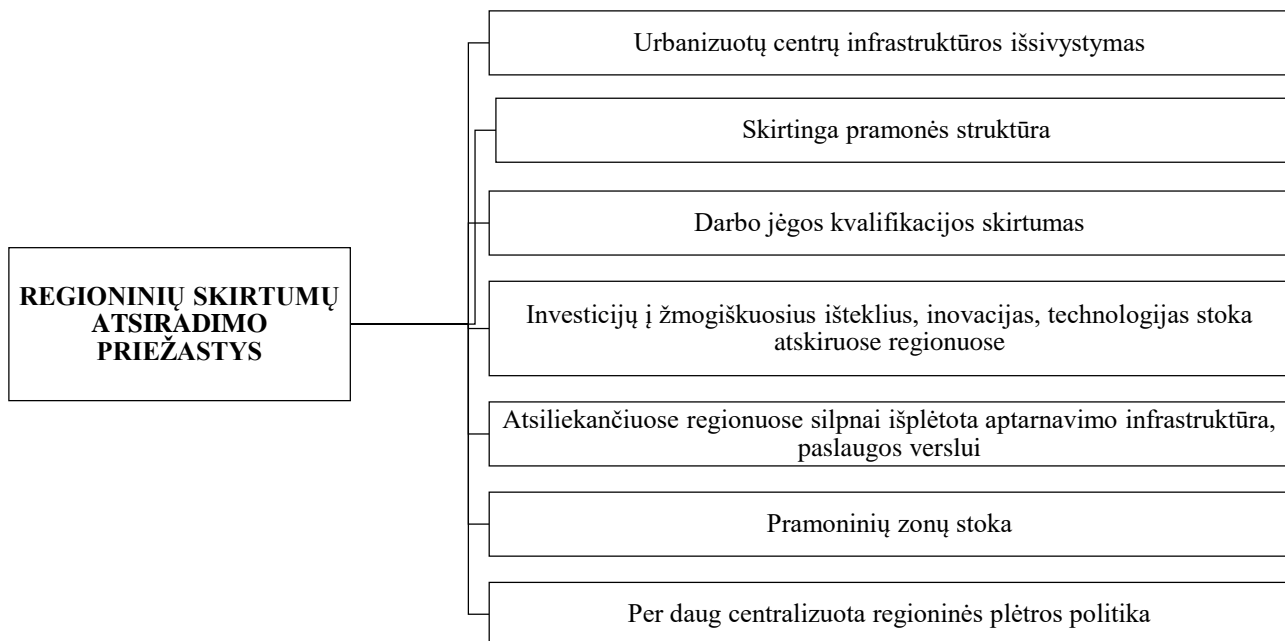 REGIONINIŲ SKIRTUMŲ
ATSIRADIMO
PRIEŽASTYS
Urbanizuotų centrų infrastruktūros išsivystymas
Skirtinga pramonės struktūra
Darbo jėgos kvalifikacijos skirtumas
Investicijų į žmogiškuosius išteklius, inovacijas, technologijas stoka
atskiruose regionuose
Atsiliekančiuose regionuose silpnai išplėtota aptarnavimo infrastruktūra,
paslaugos verslui
Pramoninių zonų stoka
Per daug centralizuota regioninės plėtros politika